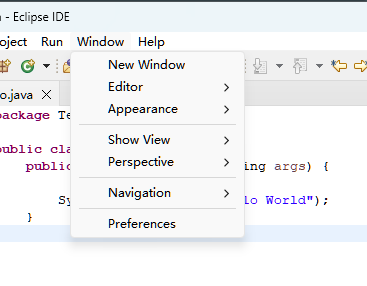 - Eclipse IDE
oject Run Window Help
o.java
New Window
Editor
Appearance
Show View
Perspective
Navigation
Preferences
package Te
public clas
public ing args) {
Sy lo World");
}